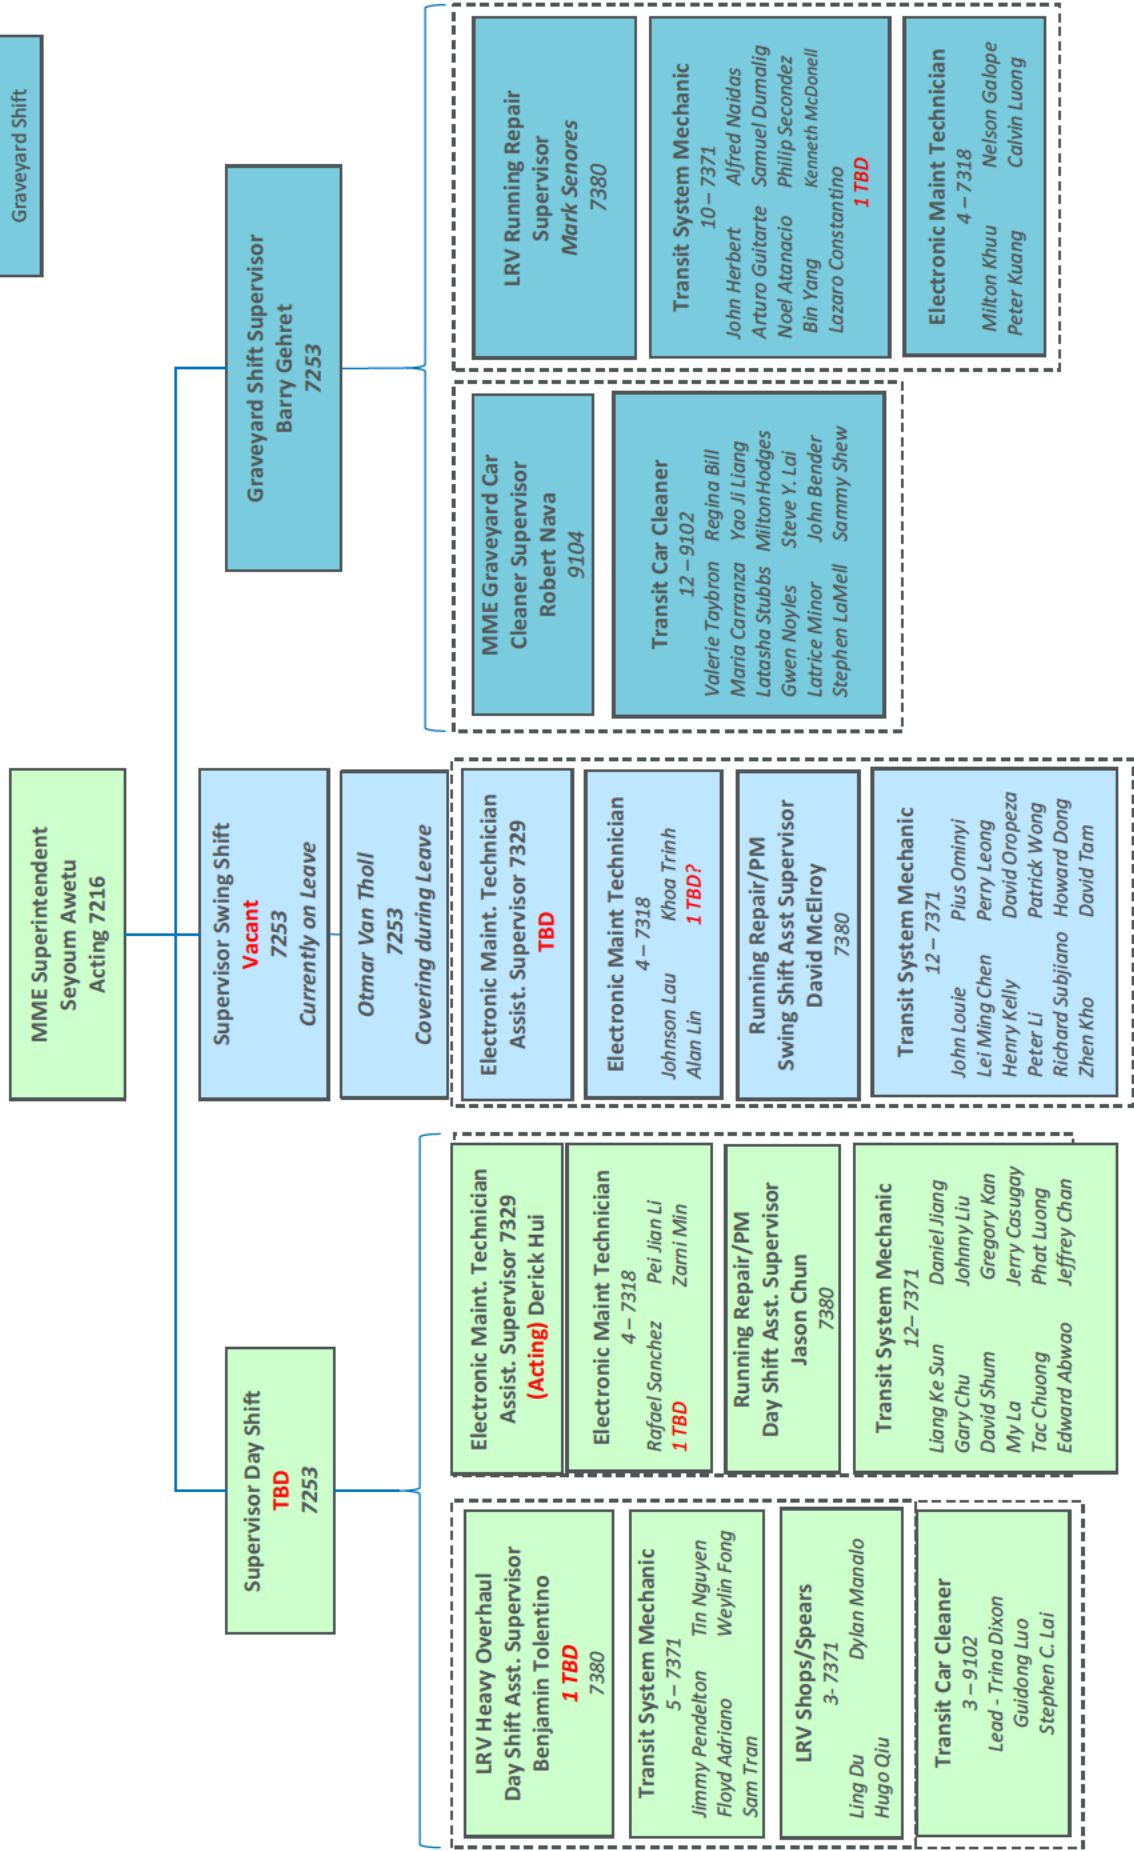 Graveyard Shift
MME Superintendent
Seyoum Awetu
Acting 7216
Supervisor Day Shift
TBD
7253
Supervisor Swing Shift
Vacant
7253
Currently on Leave
Otmar Van Tholl
7253
Covering during Leave
Graveyard Shift Supervisor
Barry Gehret
7253
LRV Heavy Overhaul
Day Shift Asst. Supervisor
Benjamin Tolentino
1 TBD
7380
Transit System Mechanic
5 – 7371
Jimmy Pendelton Tin Nguyen
Floyd Adriano Weylin Fong
Sam Tran
LRV Shops/Spears
3- 7371
Ling Du Dylan Manalo
Hugo Qiu
Transit Car Cleaner
3 – 9102
Lead - Trina Dixon
Guidong Luo
Stephen C. Lai
Electronic Maint. Technician
Assist. Supervisor 7329
(Acting) Derick Hui
Electronic Maint Technician
4 – 7318
Rafael Sanchez Pei Jian Li
1 TBD Zarni Min
Running Repair/PM
Day Shift Asst. Supervisor
Jason Chun
7380
Transit System Mechanic
12– 7371
Liang Ke Sun Daniel Jiang
Gary Chu Johnny Liu
David Shum Gregory Kan
My La Jerry Casugay
Tac Chuong Phat Luong
Edward Abwao Jeffrey Chan
Electronic Maint. Technician
Assist. Supervisor 7329
TBD
Electronic Maint Technician
4 – 7318
Johnson Lau Khoa Trinh
Alan Lin 1 TBD?
Running Repair/PM
Swing Shift Asst Supervisor
David McElroy
7380
Transit System Mechanic
12 – 7371
John Louie Pius Ominyi
Lei Ming Chen Perry Leong
Henry Kelly David Oropeza
Peter Li Patrick Wong
Richard Subjiano Howard Dong
Zhen Kho David Tam
MME Graveyard Car
Cleaner Supervisor
Robert Nava
9104
Transit Car Cleaner
12 – 9102
Valerie Taybron Regina Bill
Maria Carranza Yao Ji Liang
Latasha Stubbs MiltonHodges
Gwen Noyles Steve Y. Lai
Latrice Minor John Bender
Stephen LaMell Sammy Shew
LRV Running Repair
Supervisor
Mark Senores
7380
Transit System Mechanic
10 – 7371
John Herbert Alfred Naidas
Arturo Guitarte Samuel Dumalig
Noel Atanacio Philip Secondez
Bin Yang Kenneth McDonell
Lazaro Constantino
1 TBD
Electronic Maint Technician
4 – 7318
Milton Khuu Nelson Galope
Peter Kuang Calvin Luong